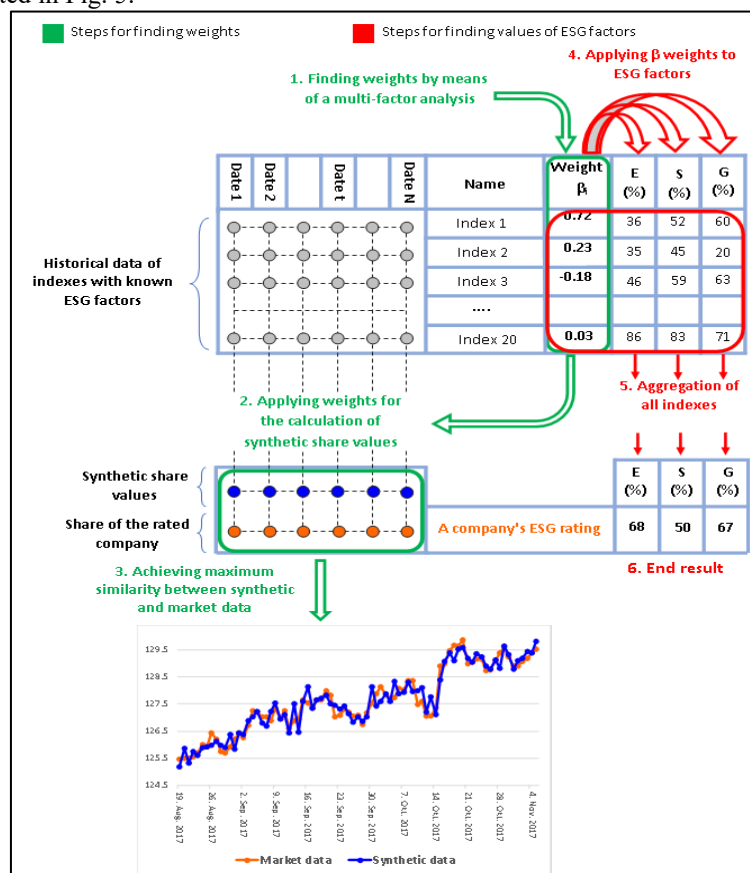 ted in Fig. 3.
Steps for finding weights
Steps for finding values of ESG factors
4. Applying β weights to
ESG factors
1. Finding weights by means
of a multi-factor analysis
Date 1 Date 2 Date t Date N Name Weight βᵢ E (%) S (%) G (%)
Index 1 0.72 36 52 60
Index 2 0.23 35 45 20
Index 3 -0.18 46 59 63
....
Index 20 0.03 86 83 71
Historical data of
indexes with known
ESG factors
2. Applying weights for
the calculation of
synthetic share values
5. Aggregation of
all indexes
Synthetic share
values
E (%) S (%) G (%)
Share of the rated
company
A company's ESG rating 68 50 67
3. Achieving maximum
similarity between synthetic
and market data
6. End result
129.5
127.5
125.5
124.5
19. Aug. 2017
26. Aug. 2017
2. Sep. 2017
9. Sep. 2017
16. Sep. 2017
23. Sep. 2017
30. Sep. 2017
7. Oct. 2017
14. Oct. 2017
21. Oct. 2017
28. Oct. 2017
4. Nov. 2017
Market data Synthetic data